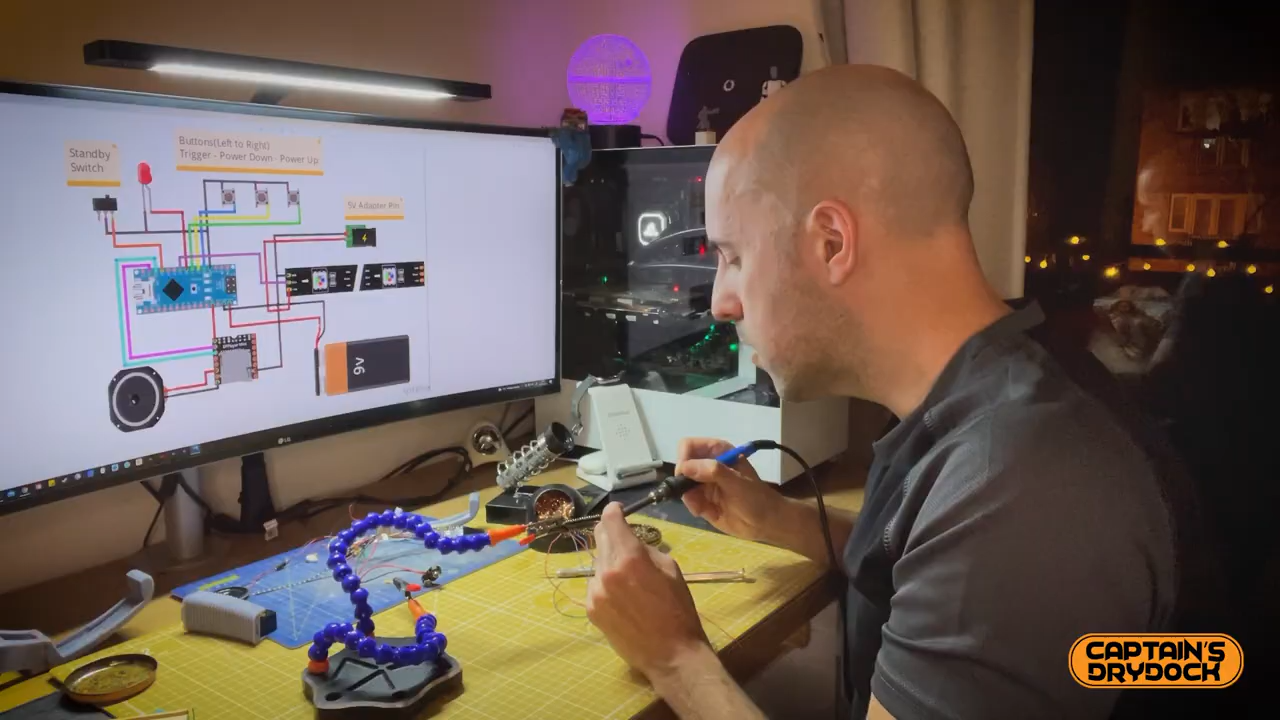 Standby
Switch
Buttons(Left to Right)
Trigger - Power Down - Power Up
5V Adapter Pin
9V
LG
CAPTAIN'S
DRYDOCK